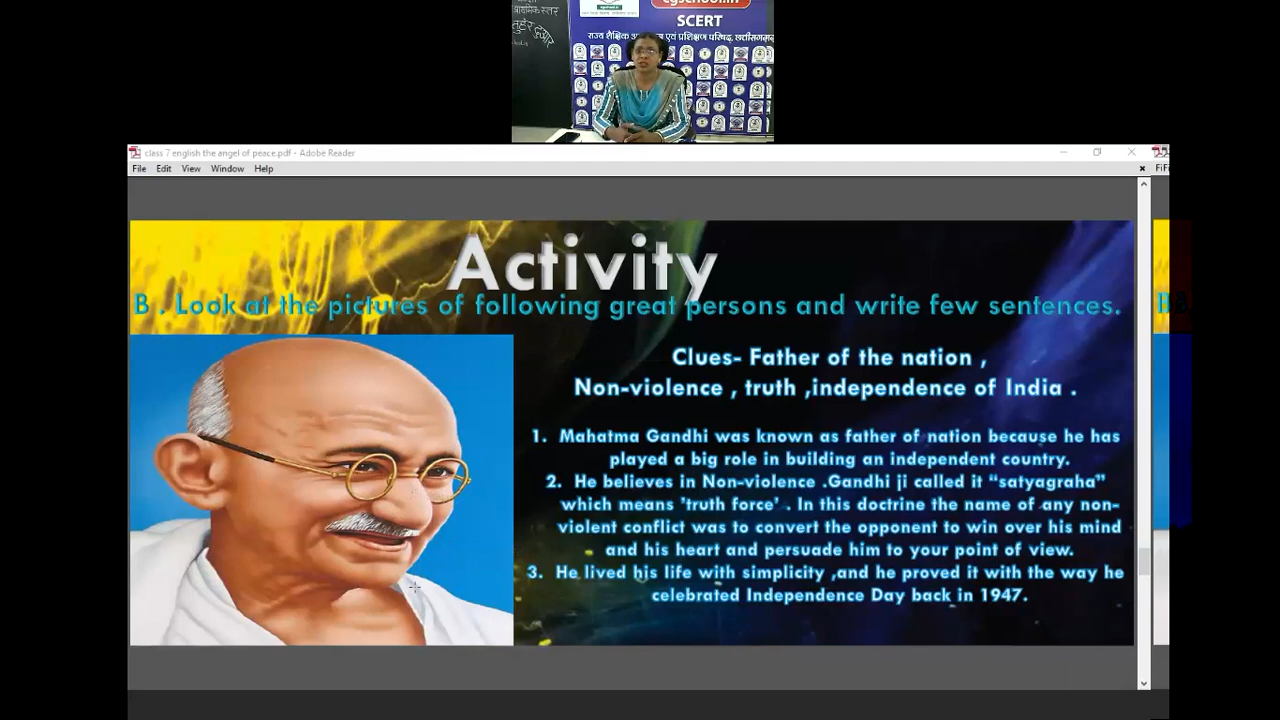 प्राथमिक स्तर
cgschool.in
SCERT
class 7 english the angel of peace.pdf - Adobe Reader
File Edit View Window Help
Activity
B . Look at the pictures of following great persons and write few sentences.
Clues- Father of the nation ,
Non-violence , truth ,independence of India .
1. Mahatma Gandhi was known as father of nation because he has
played a big role in building an independent country.
2. He believes in Non-violence .Gandhi ji called it “satyagraha”
which means 'truth force' . In this doctrine the name of any non-
violent conflict was to convert the opponent to win over his mind
and his heart and persuade him to your point of view.
3. He lived his life with simplicity ,and he proved it with the way he
celebrated Independence Day back in 1947.